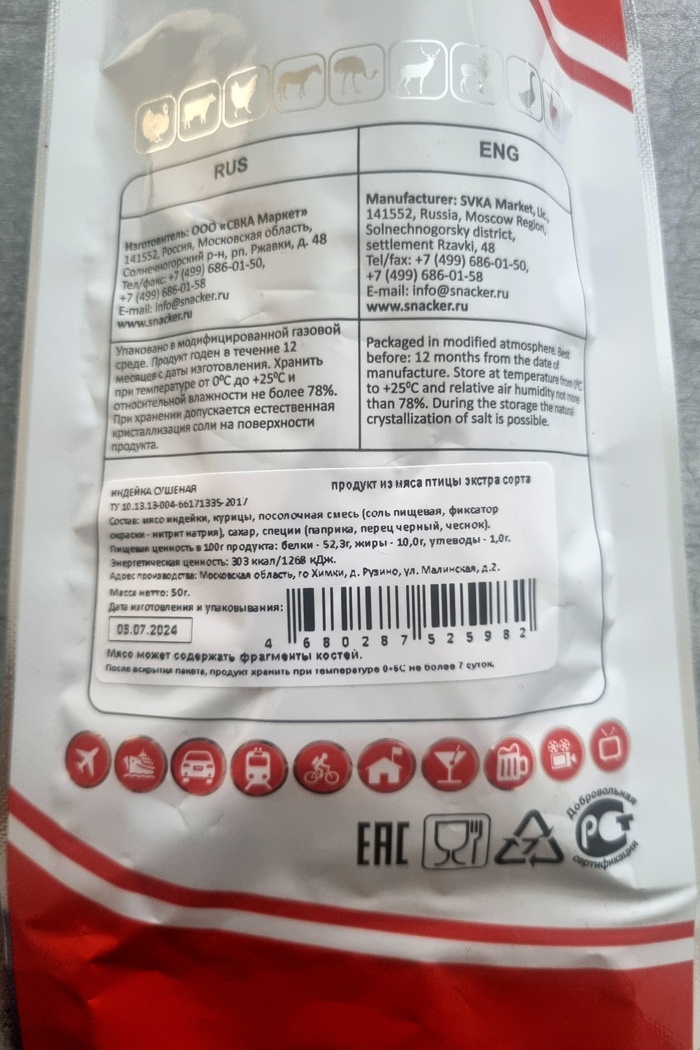 RUS
ENG
Изготовитель: ООО «СВКА Маркет»
141552, Россия, Московская область,
Солнечногорский р-н, рп. Ржавки, д. 48
Тел/факс: +7 (499) 686-01-50,
+7 (499) 686-01-58
E-mail: info@snacker.ru
www.snacker.ru
Manufacturer: SVKA Market, Llc,
141552, Russia, Moscow Region,
Solnechnogorsky district,
settlement Rzavki, 48
Tel/fax: +7 (499) 686-01-50,
+7 (499) 686-01-58
E-mail: info@snacker.ru
www.snacker.ru
Упаковано в модифицированной газовой
среде. Продукт годен в течение 12
месяцев с даты изготовления. Хранить
при температуре от 0°С до +25°С и
относительной влажности не более 78%.
При хранении допускается естественная
кристаллизация соли на поверхности
продукта.
Packaged in modified atmosphere. Best
before: 12 months from the date of
manufacture. Store at temperature from 0°C
to +25°C and relative air humidity not more
than 78%. During the storage the natural
crystallization of salt is possible.
ИНДЕЙКА СУШЕНАЯ
продукт из мяса птицы экстра сорта
ТУ 10.13.13-004-66171335-2017
Состав: мясо индейки, курицы, посолочная смесь (соль пищевая, фиксатор
окраски - нитрит натрия), сахар, специи (паприка, перец черный, чеснок).
Пищевая ценность в 100г продукта: белки - 52,3г, жиры - 10,0г, углеводы - 1,0г.
Энергетическая ценность: 303 ккал/1268 кДж.
Адрес производства: Московская область, го Химки, д. Рузино, ул. Малинская, д.2.
Масса нетто: 50г.
Дата изготовления и упаковывания:
03.07.2024
4 680287 525982
Мясо может содержать фрагменты костей.
После вскрытия пакета, продукт хранить при температуре 0+6С не более 7 суток.
EAC
7
Добровольная
РСТ
сертификация